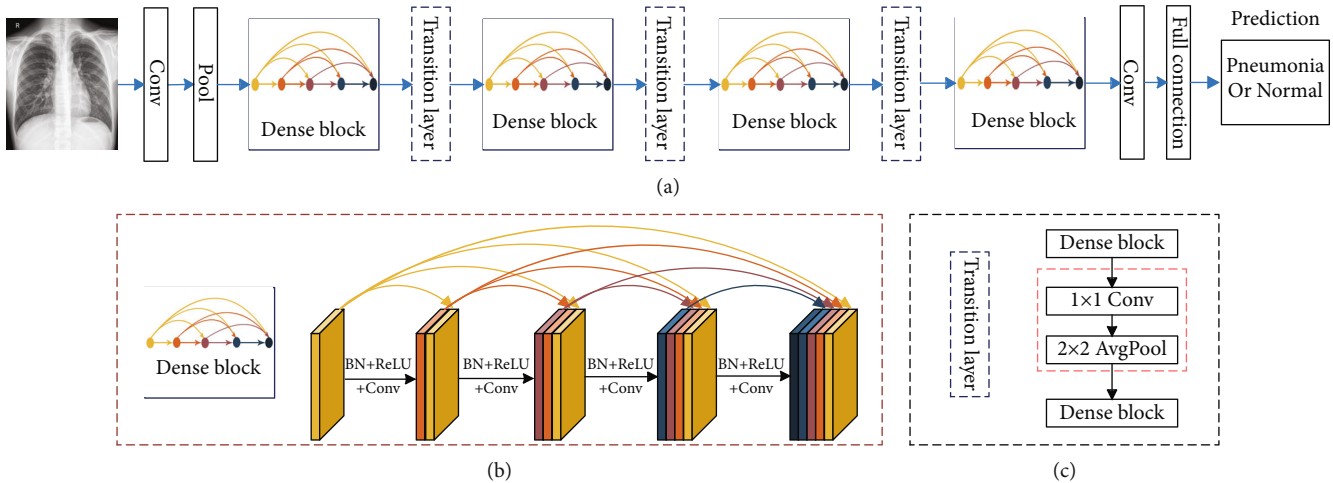 R
Conv
Pool
Dense block
Transition layer
Dense block
Transition layer
Dense block
Transition layer
Dense block
Conv
Full connection
Prediction
Pneumonia
Or Normal
(a)
Dense block
BN+ReLU
+Conv
BN+ReLU
+Conv
BN+ReLU
+Conv
BN+ReLU
+Conv
(b)
Transition layer
Dense block
1×1 Conv
2×2 AvgPool
Dense block
(c)